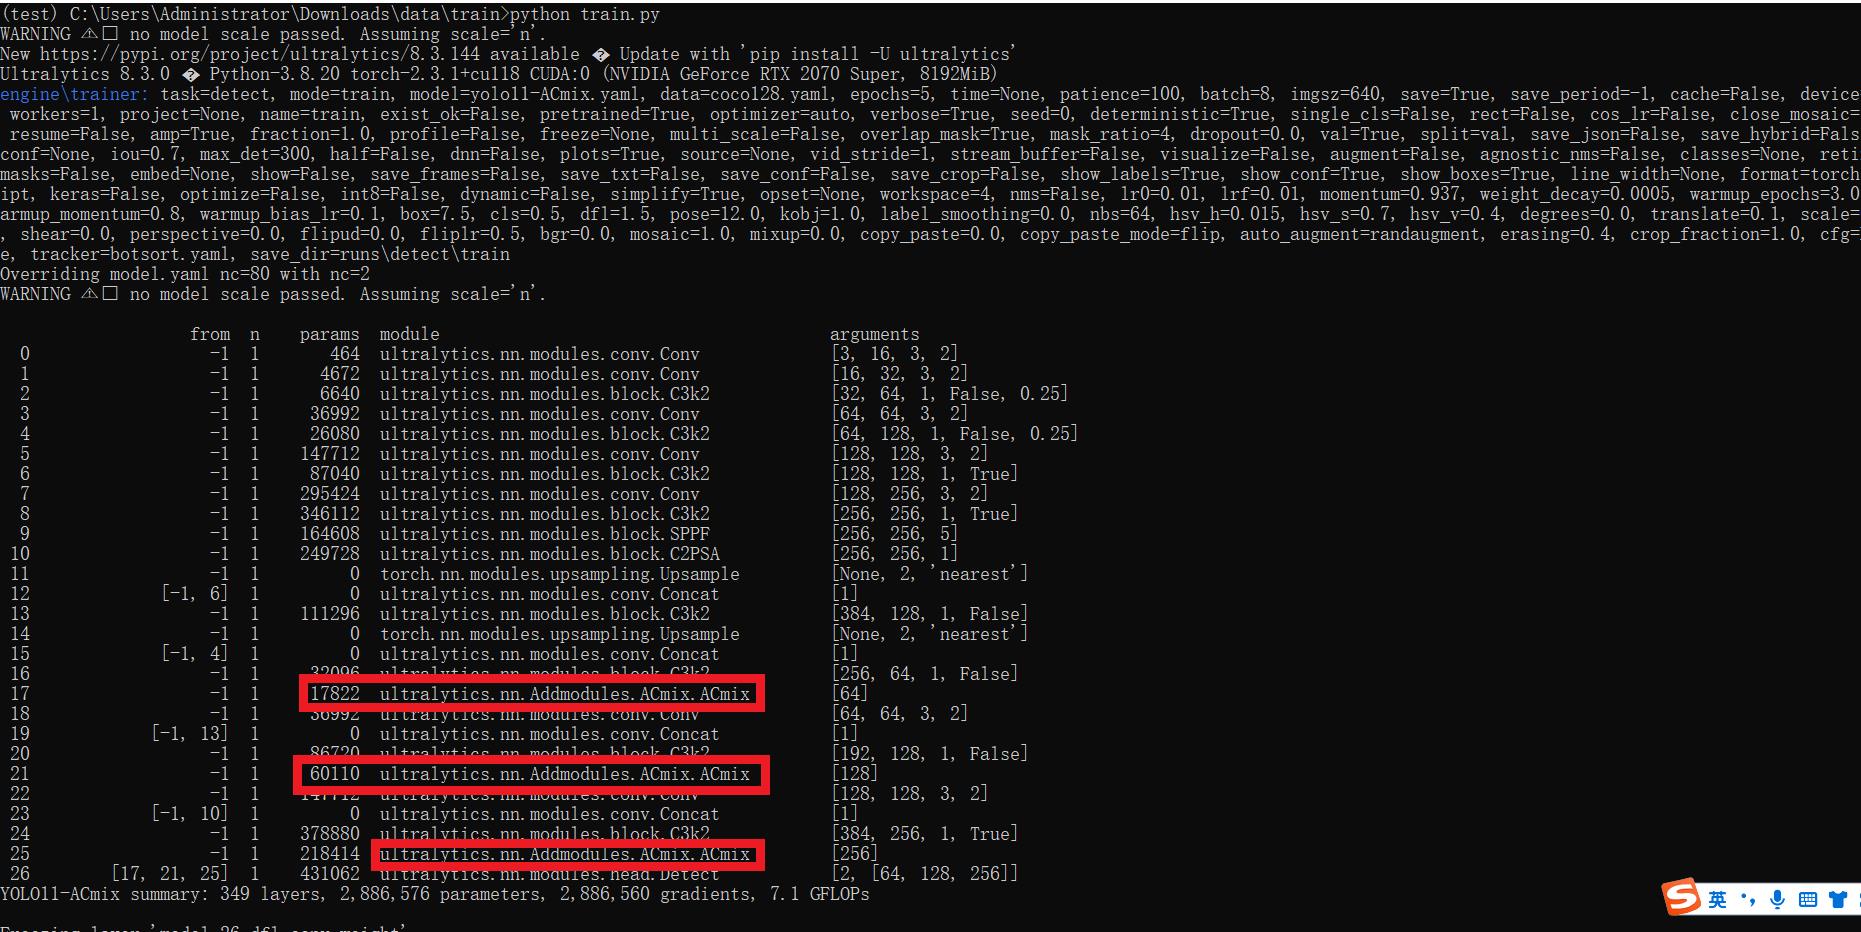 (test) C:\Users\Administrator\Downloads\data\train>python train.py
WARNING ⚠□ no model scale passed. Assuming scale='n'.
New https://pypi.org/project/ultralytics/8.3.144 available � Update with 'pip install -U ultralytics'
Ultralytics 8.3.0 � Python-3.8.20 torch-2.3.1+cu118 CUDA:0 (NVIDIA GeForce RTX 2070 Super, 8192MiB)
engine\trainer: task=detect, mode=train, model=yolo11-ACmix.yaml, data=coco128.yaml, epochs=5, time=None, patience=100, batch=8, imgsz=640, save=True, save_period=-1, cache=False, device
workers=1, project=None, name=train, exist_ok=False, pretrained=True, optimizer=auto, verbose=True, seed=0, deterministic=True, single_cls=False, rect=False, cos_lr=False, close_mosaic=
resume=False, amp=True, fraction=1.0, profile=False, freeze=None, multi_scale=False, overlap_mask=True, mask_ratio=4, dropout=0.0, val=True, split=val, save_json=False, save_hybrid=Fals
conf=None, iou=0.7, max_det=300, half=False, dnn=False, plots=True, source=None, vid_stride=1, stream_buffer=False, visualize=False, augment=False, agnostic_nms=False, classes=None, reti
masks=False, embed=None, show=False, save_frames=False, save_txt=False, save_conf=False, save_crop=False, show_labels=True, show_conf=True, show_boxes=True, line_width=None, format=torch
ipt, keras=False, optimize=False, int8=False, dynamic=False, simplify=True, opset=None, workspace=4, nms=False, lr0=0.01, lrf=0.01, momentum=0.937, weight_decay=0.0005, warmup_epochs=3.0
armup_momentum=0.8, warmup_bias_lr=0.1, box=7.5, cls=0.5, dfl=1.5, pose=12.0, kobj=1.0, label_smoothing=0.0, nbs=64, hsv_h=0.015, hsv_s=0.7, hsv_v=0.4, degrees=0.0, translate=0.1, scale=
, shear=0.0, perspective=0.0, flipud=0.0, fliplr=0.5, bgr=0.0, mosaic=1.0, mixup=0.0, copy_paste=0.0, copy_paste_mode=flip, auto_augment=randaugment, erasing=0.4, crop_fraction=1.0, cfg=
e, tracker=botsort.yaml, save_dir=runs\detect\train
Overriding model.yaml nc=80 with nc=2
WARNING ⚠□ no model scale passed. Assuming scale='n'.
from n params module arguments
0 -1 1 464 ultralytics.nn.modules.conv.Conv [3, 16, 3, 2]
1 -1 1 4672 ultralytics.nn.modules.conv.Conv [16, 32, 3, 2]
2 -1 1 6640 ultralytics.nn.modules.block.C3k2 [32, 64, 1, False, 0.25]
3 -1 1 36992 ultralytics.nn.modules.conv.Conv [64, 64, 3, 2]
4 -1 1 26080 ultralytics.nn.modules.block.C3k2 [64, 128, 1, False, 0.25]
5 -1 1 147712 ultralytics.nn.modules.conv.Conv [128, 128, 3, 2]
6 -1 1 87040 ultralytics.nn.modules.block.C3k2 [128, 128, 1, True]
7 -1 1 295424 ultralytics.nn.modules.conv.Conv [128, 256, 3, 2]
8 -1 1 346112 ultralytics.nn.modules.block.C3k2 [256, 256, 1, True]
9 -1 1 164608 ultralytics.nn.modules.block.SPPF [256, 256, 5]
10 -1 1 249728 ultralytics.nn.modules.block.C2PSA [256, 256, 1]
11 -1 1 0 torch.nn.modules.upsampling.Upsample [None, 2, 'nearest']
12 [-1, 6] 1 0 ultralytics.nn.modules.conv.Concat [1]
13 -1 1 111296 ultralytics.nn.modules.block.C3k2 [384, 128, 1, False]
14 -1 1 0 torch.nn.modules.upsampling.Upsample [None, 2, 'nearest']
15 [-1, 4] 1 0 ultralytics.nn.modules.conv.Concat [1]
16 -1 1 32096 ultralytics.nn.modules.block.C3k2 [256, 64, 1, False]
17 -1 1 17822 ultralytics.nn.Addmodules.ACmix.ACmix [64]
18 -1 1 36992 ultralytics.nn.modules.conv.Conv [64, 64, 3, 2]
19 [-1, 13] 1 0 ultralytics.nn.modules.conv.Concat [1]
20 -1 1 86720 ultralytics.nn.modules.block.C3k2 [192, 128, 1, False]
21 -1 1 60110 ultralytics.nn.Addmodules.ACmix.ACmix [128]
22 -1 1 147712 ultralytics.nn.modules.conv.Conv [128, 128, 3, 2]
23 [-1, 10] 1 0 ultralytics.nn.modules.conv.Concat [1]
24 -1 1 378880 ultralytics.nn.modules.block.C3k2 [384, 256, 1, True]
25 -1 1 218414 ultralytics.nn.Addmodules.ACmix.ACmix [256]
26 [17, 21, 25] 1 431062 ultralytics.nn.modules.head.Detect [2, [64, 128, 256]]
YOLO11-ACmix summary: 349 layers, 2,886,576 parameters, 2,886,560 gradients, 7.1 GFLOPs
Freezing layer 'model.26.dfl.conv.weight'
S 英